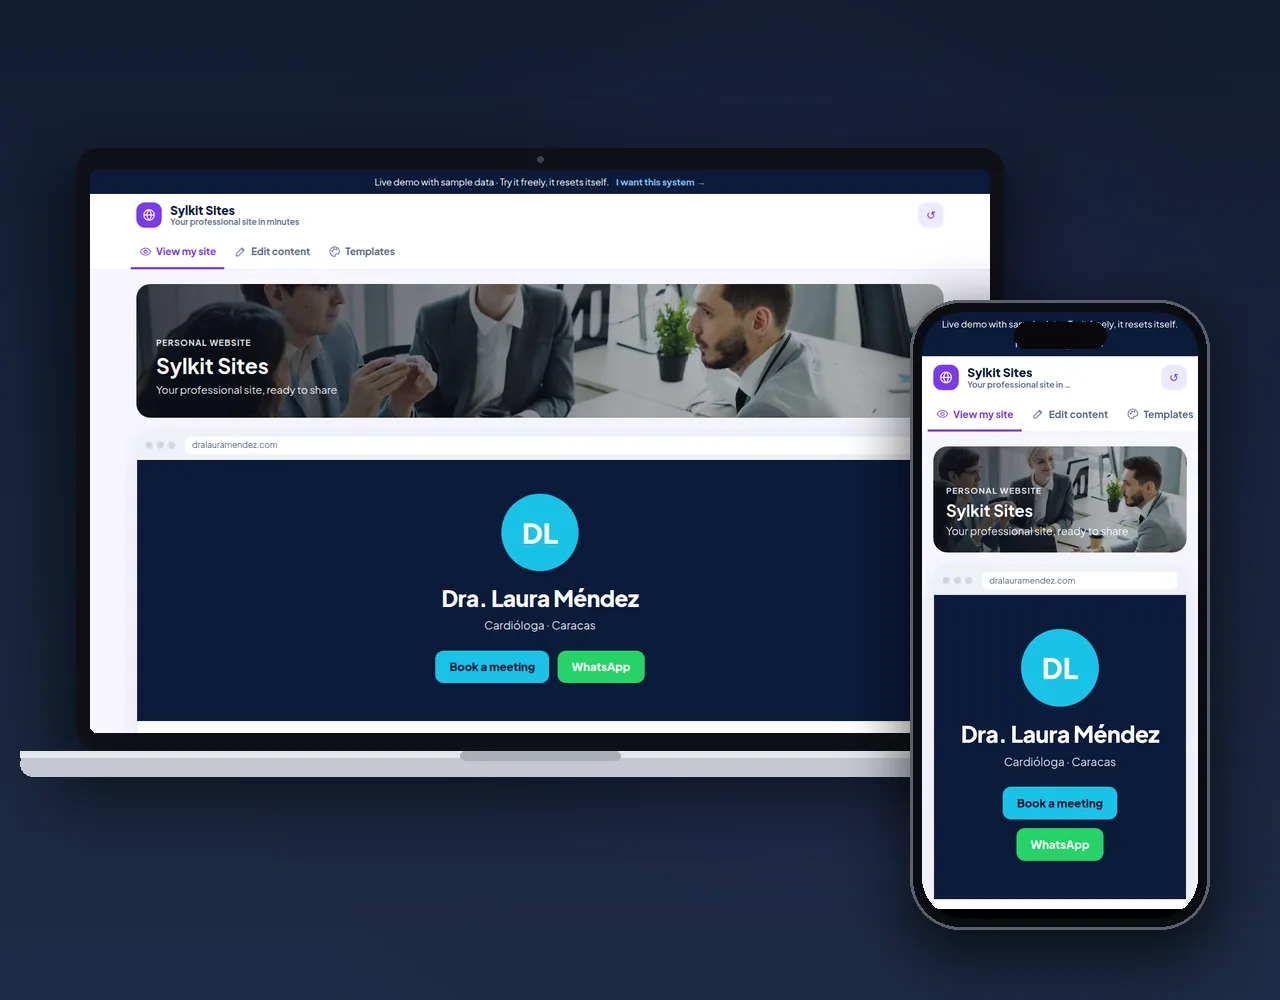 Live demo with sample data · Try it freely, it resets itself. I want this system →
Sylkit Sites
Your professional site in minutes
View my site Edit content Templates
PERSONAL WEBSITE
Sylkit Sites
Your professional site, ready to share
dralauramendez.com
DL
Dra. Laura Méndez
Cardióloga · Caracas
Book a meeting WhatsApp
Live demo with it resets itself.
Sylkit Sites
Your professional site in ...
View my site Edit content Templates
PERSONAL WEBSITE
Sylkit Sites
Your professional site, ready to share
dralauramendez.com
DL
Dra. Laura Méndez
Cardióloga · Caracas
Book a meeting
WhatsApp